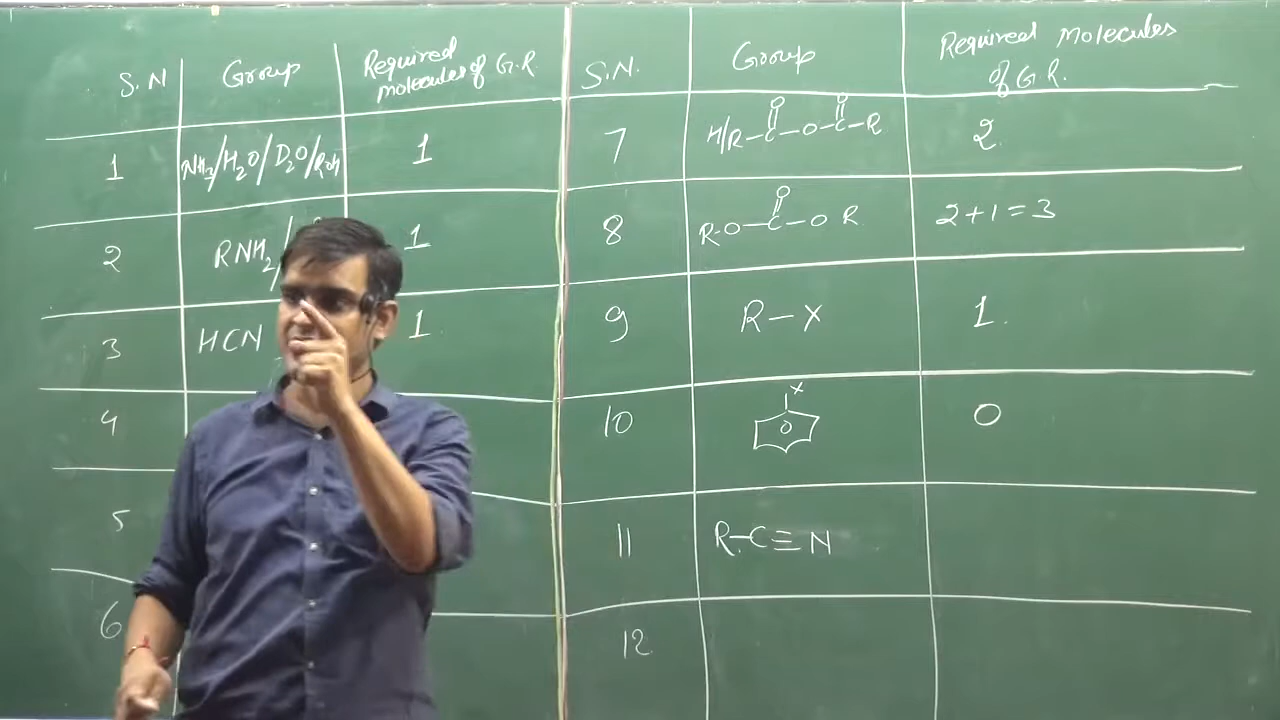 S.N Group Required molecules of G.R.
1 NH3/H2O/D2O/ROH 1
2 RNH2/ 1
3 HCN 1
4
5
6
S.N. Group Required Molecules of G.R.
7 H/R-C(=O)-O-C(=O)-R 2
8 R-O-C(=O)-O R 2+1=3
9 R-X 1.
10 X 0
11 R-C≡N
12